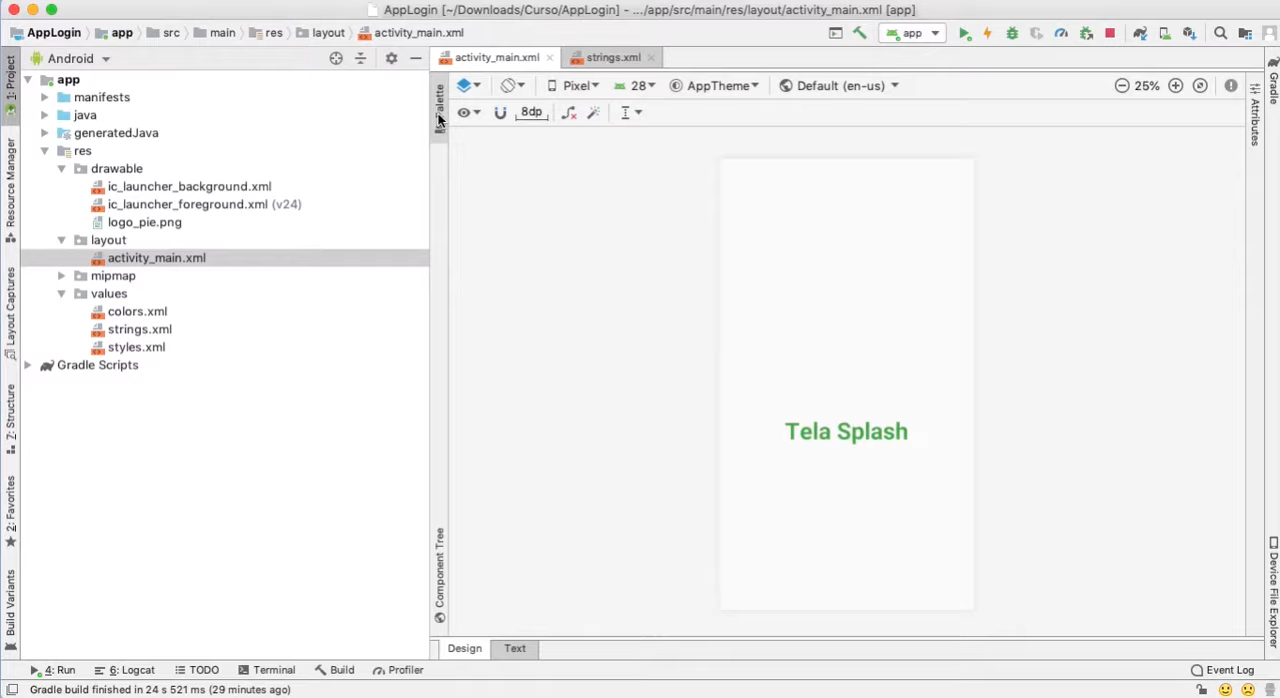 AppLogin [~/Downloads/Curso/AppLogin] - .../app/src/main/res/layout/activity_main.xml [app]
AppLogin app src main res layout activity_main.xml app
1: Project
Resource Manager
Layout Captures
Z: Structure
2: Favorites
Build Variants
Android
app
manifests
java
generatedJava
res
drawable
ic_launcher_background.xml
ic_launcher_foreground.xml (v24)
logo_pie.png
layout
activity_main.xml
mipmap
values
colors.xml
strings.xml
styles.xml
Gradle Scripts
activity_main.xml strings.xml
Pixel 28 AppTheme Default (en-us) 25%
8dp
Palette
Component Tree
Tela Splash
Attributes
Gradle
Device File Explorer
Design Text
4: Run 6: Logcat TODO Terminal Build Profiler Event Log
Gradle build finished in 24 s 521 ms (29 minutes ago)